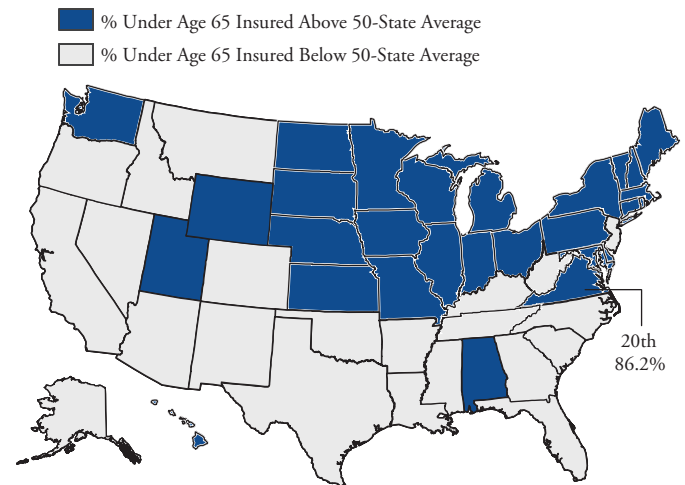 % Under Age 65 Insured Above 50-State Average
% Under Age 65 Insured Below 50-State Average
20th
86.2%